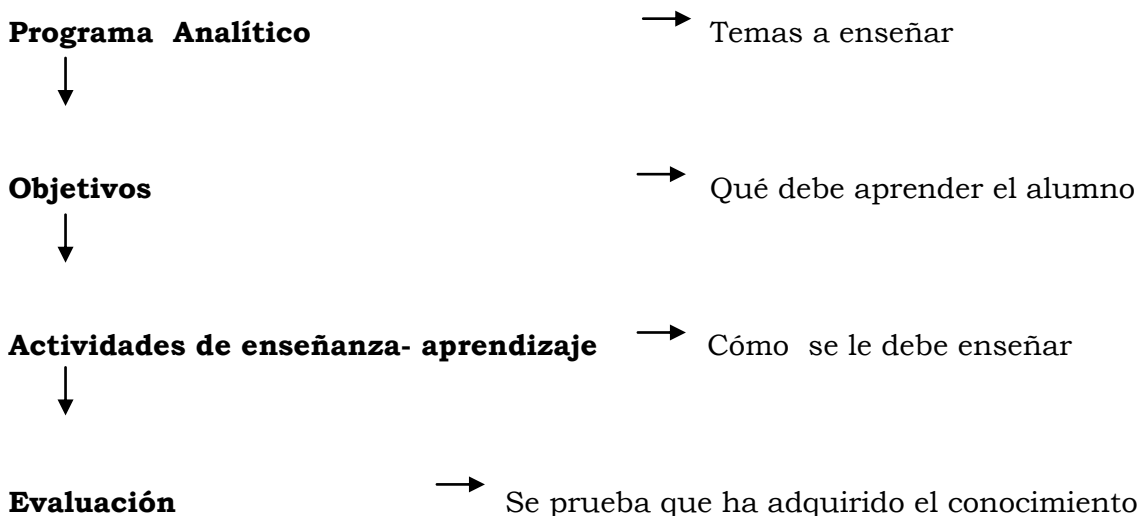 Programa Analítico Temas a enseñar
Objetivos Qué debe aprender el alumno
Actividades de enseñanza- aprendizaje Cómo se le debe enseñar
Evaluación Se prueba que ha adquirido el conocimiento